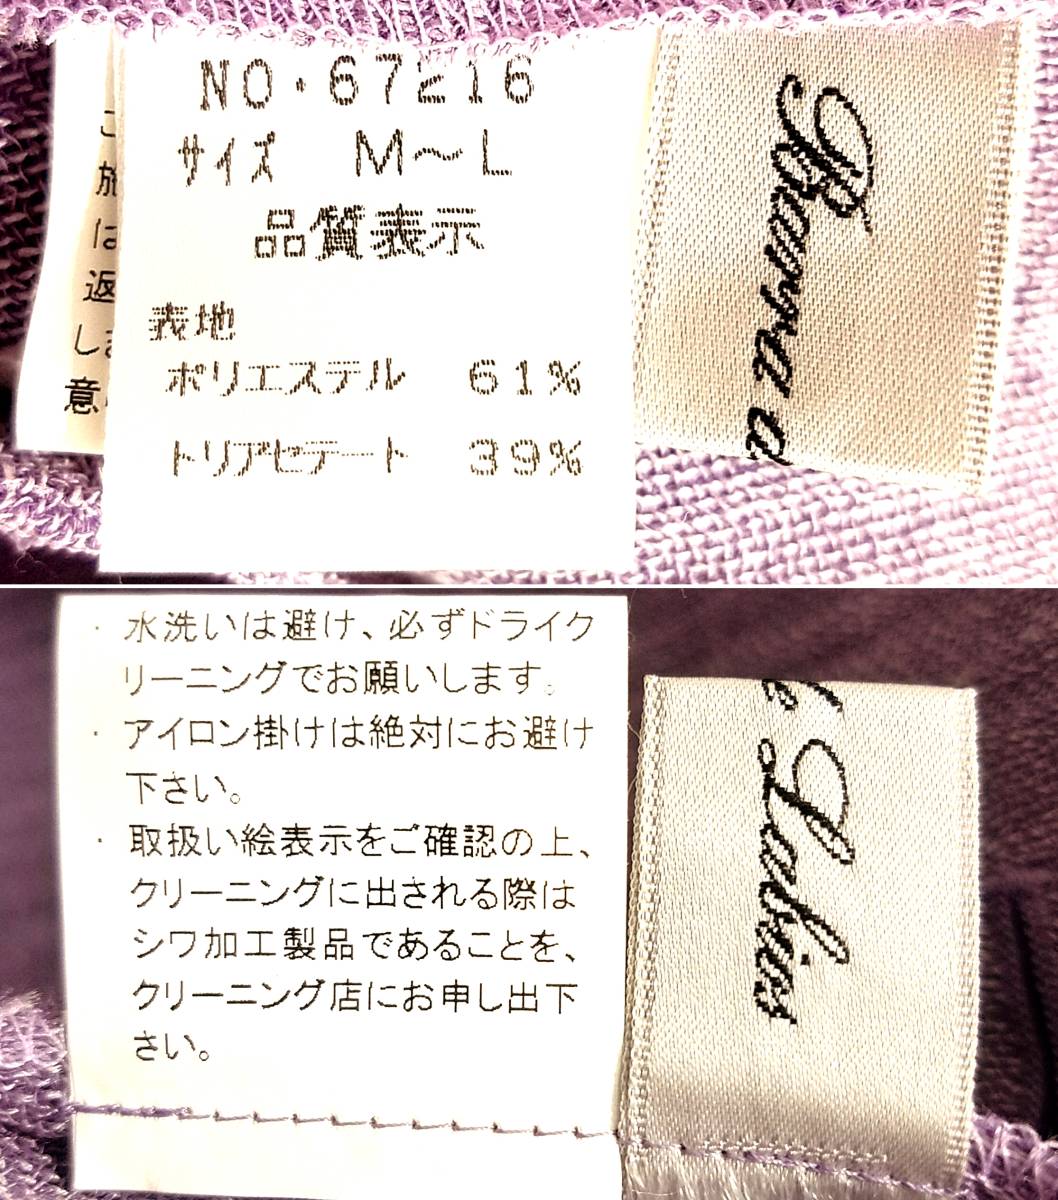 NO.67216
サイズ M～L
品質表示
表地
ポリエステル 61%
トリアセテート 39%
は
返
し
意
Barra d
・水洗いは避け、必ずドライク
リーニングでお願いします。
・アイロン掛けは絶対にお避け
下さい。
・取扱い絵表示をご確認の上、
クリーニングに出される際は
シワ加工製品であることを、
クリーニング店にお申し出下
さい。
e Labios